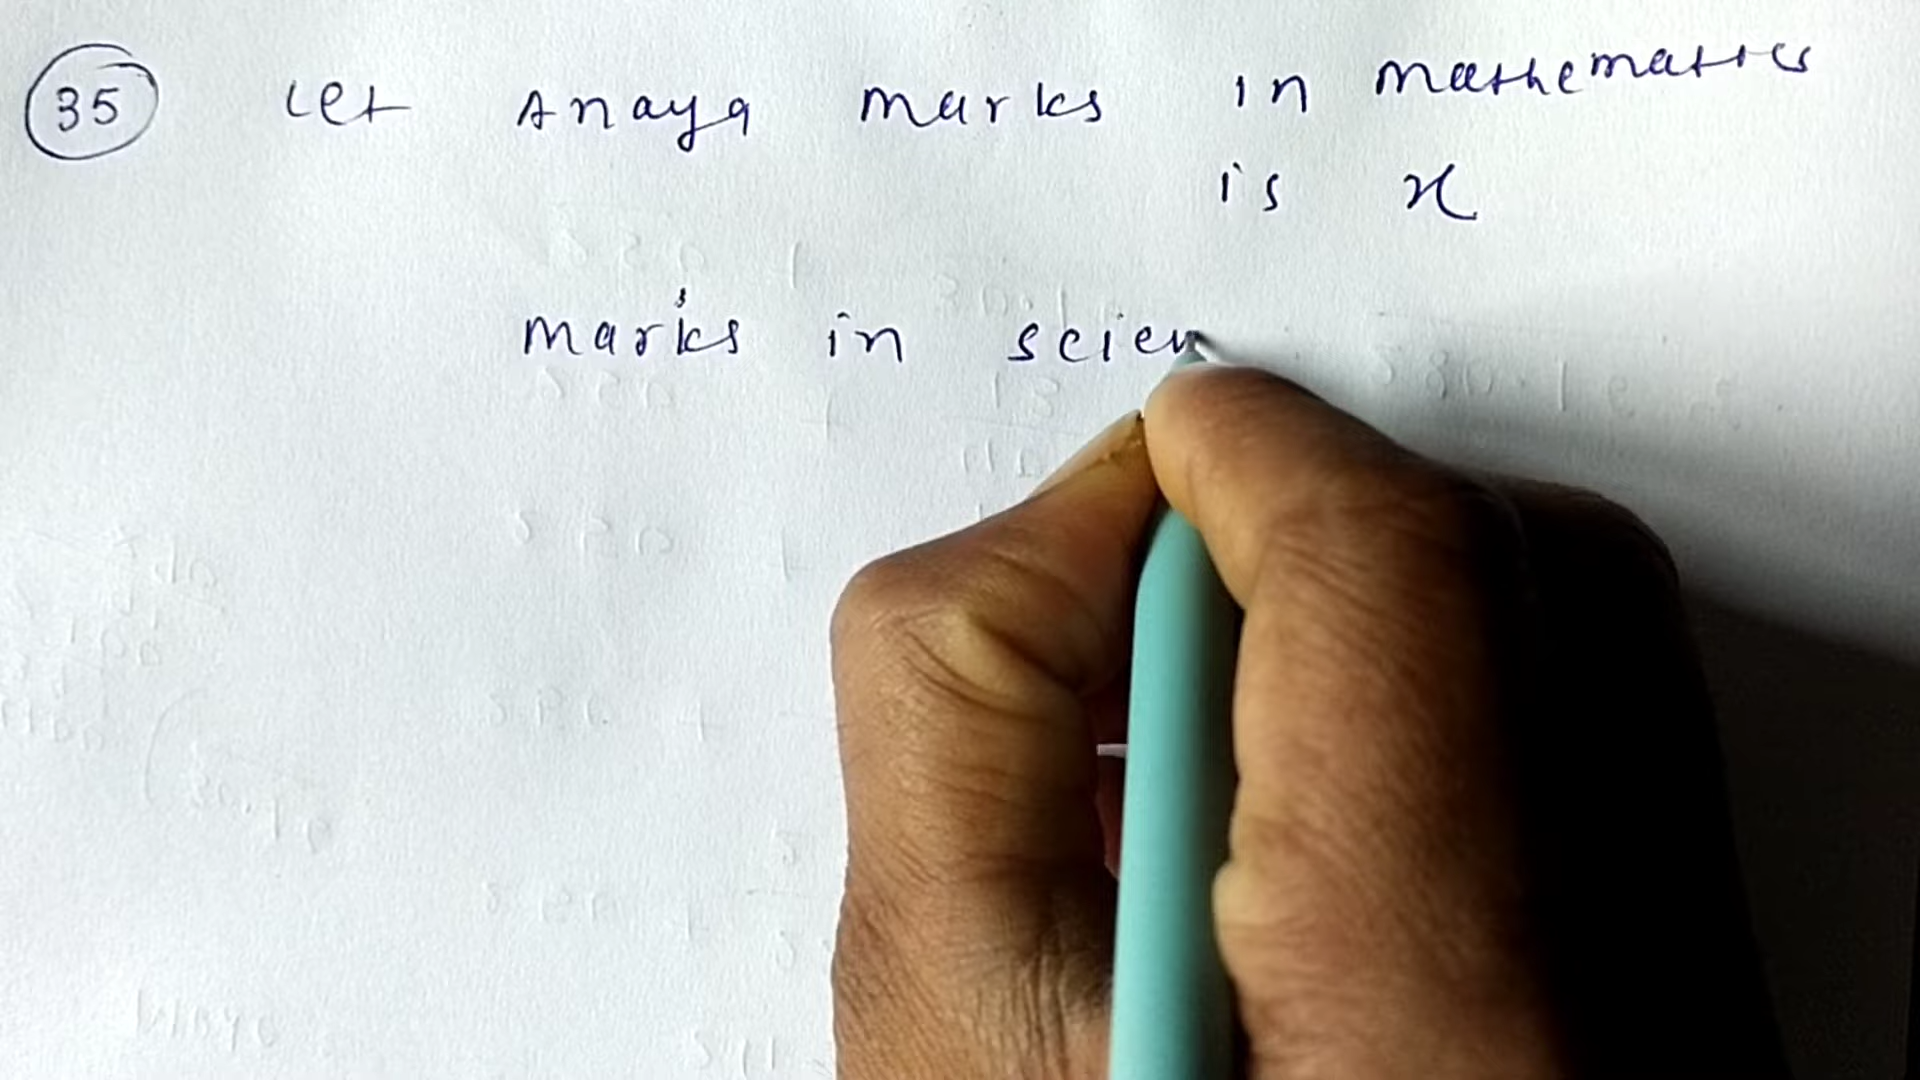 35 Let Anaya marks in mathematics
is x
marks in scien